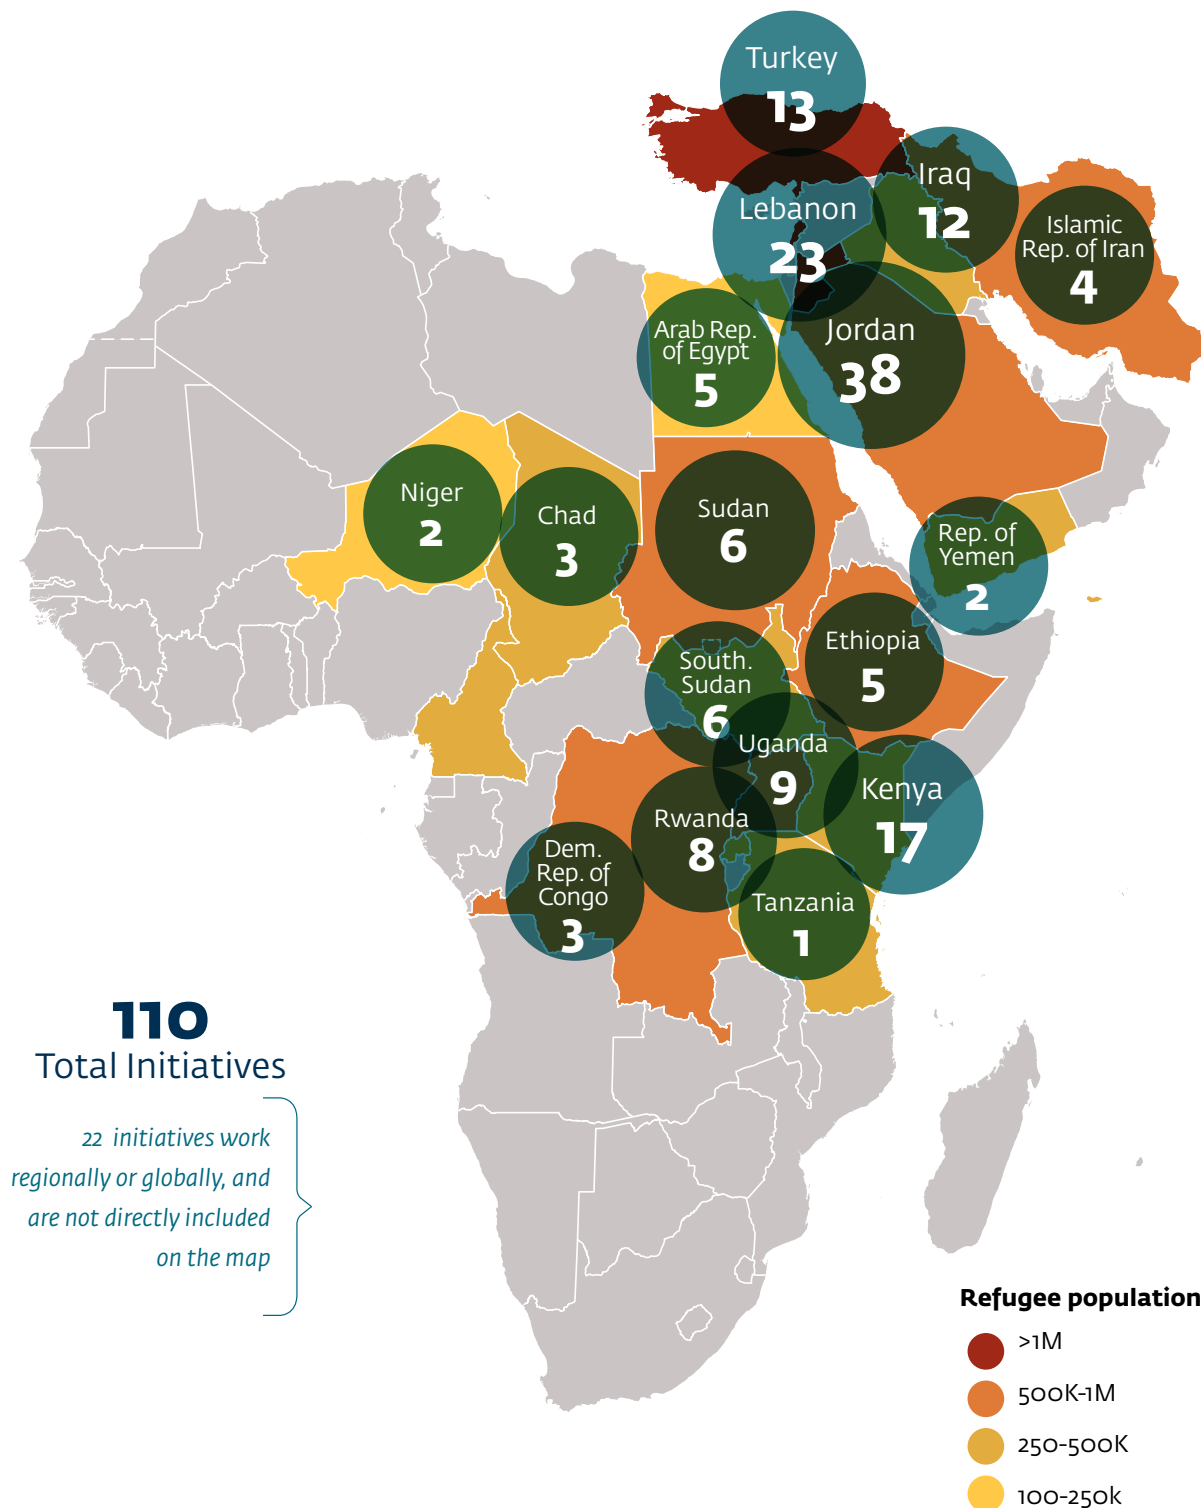 Turkey
13
Iraq
12
Lebanon
23
Islamic
Rep. of Iran
4
Arab Rep.
of Egypt
5
Jordan
38
Niger
2
Chad
3
Sudan
6
Rep. of
Yemen
2
Ethiopia
5
South.
Sudan
6
Uganda
9
Kenya
17
Rwanda
8
Dem.
Rep. of
Congo
3
Tanzania
1
110
Total Initiatives
22 initiatives work
regionally or globally, and
are not directly included
on the map
Refugee population
>1M
500K-1M
250-500K
100-250k